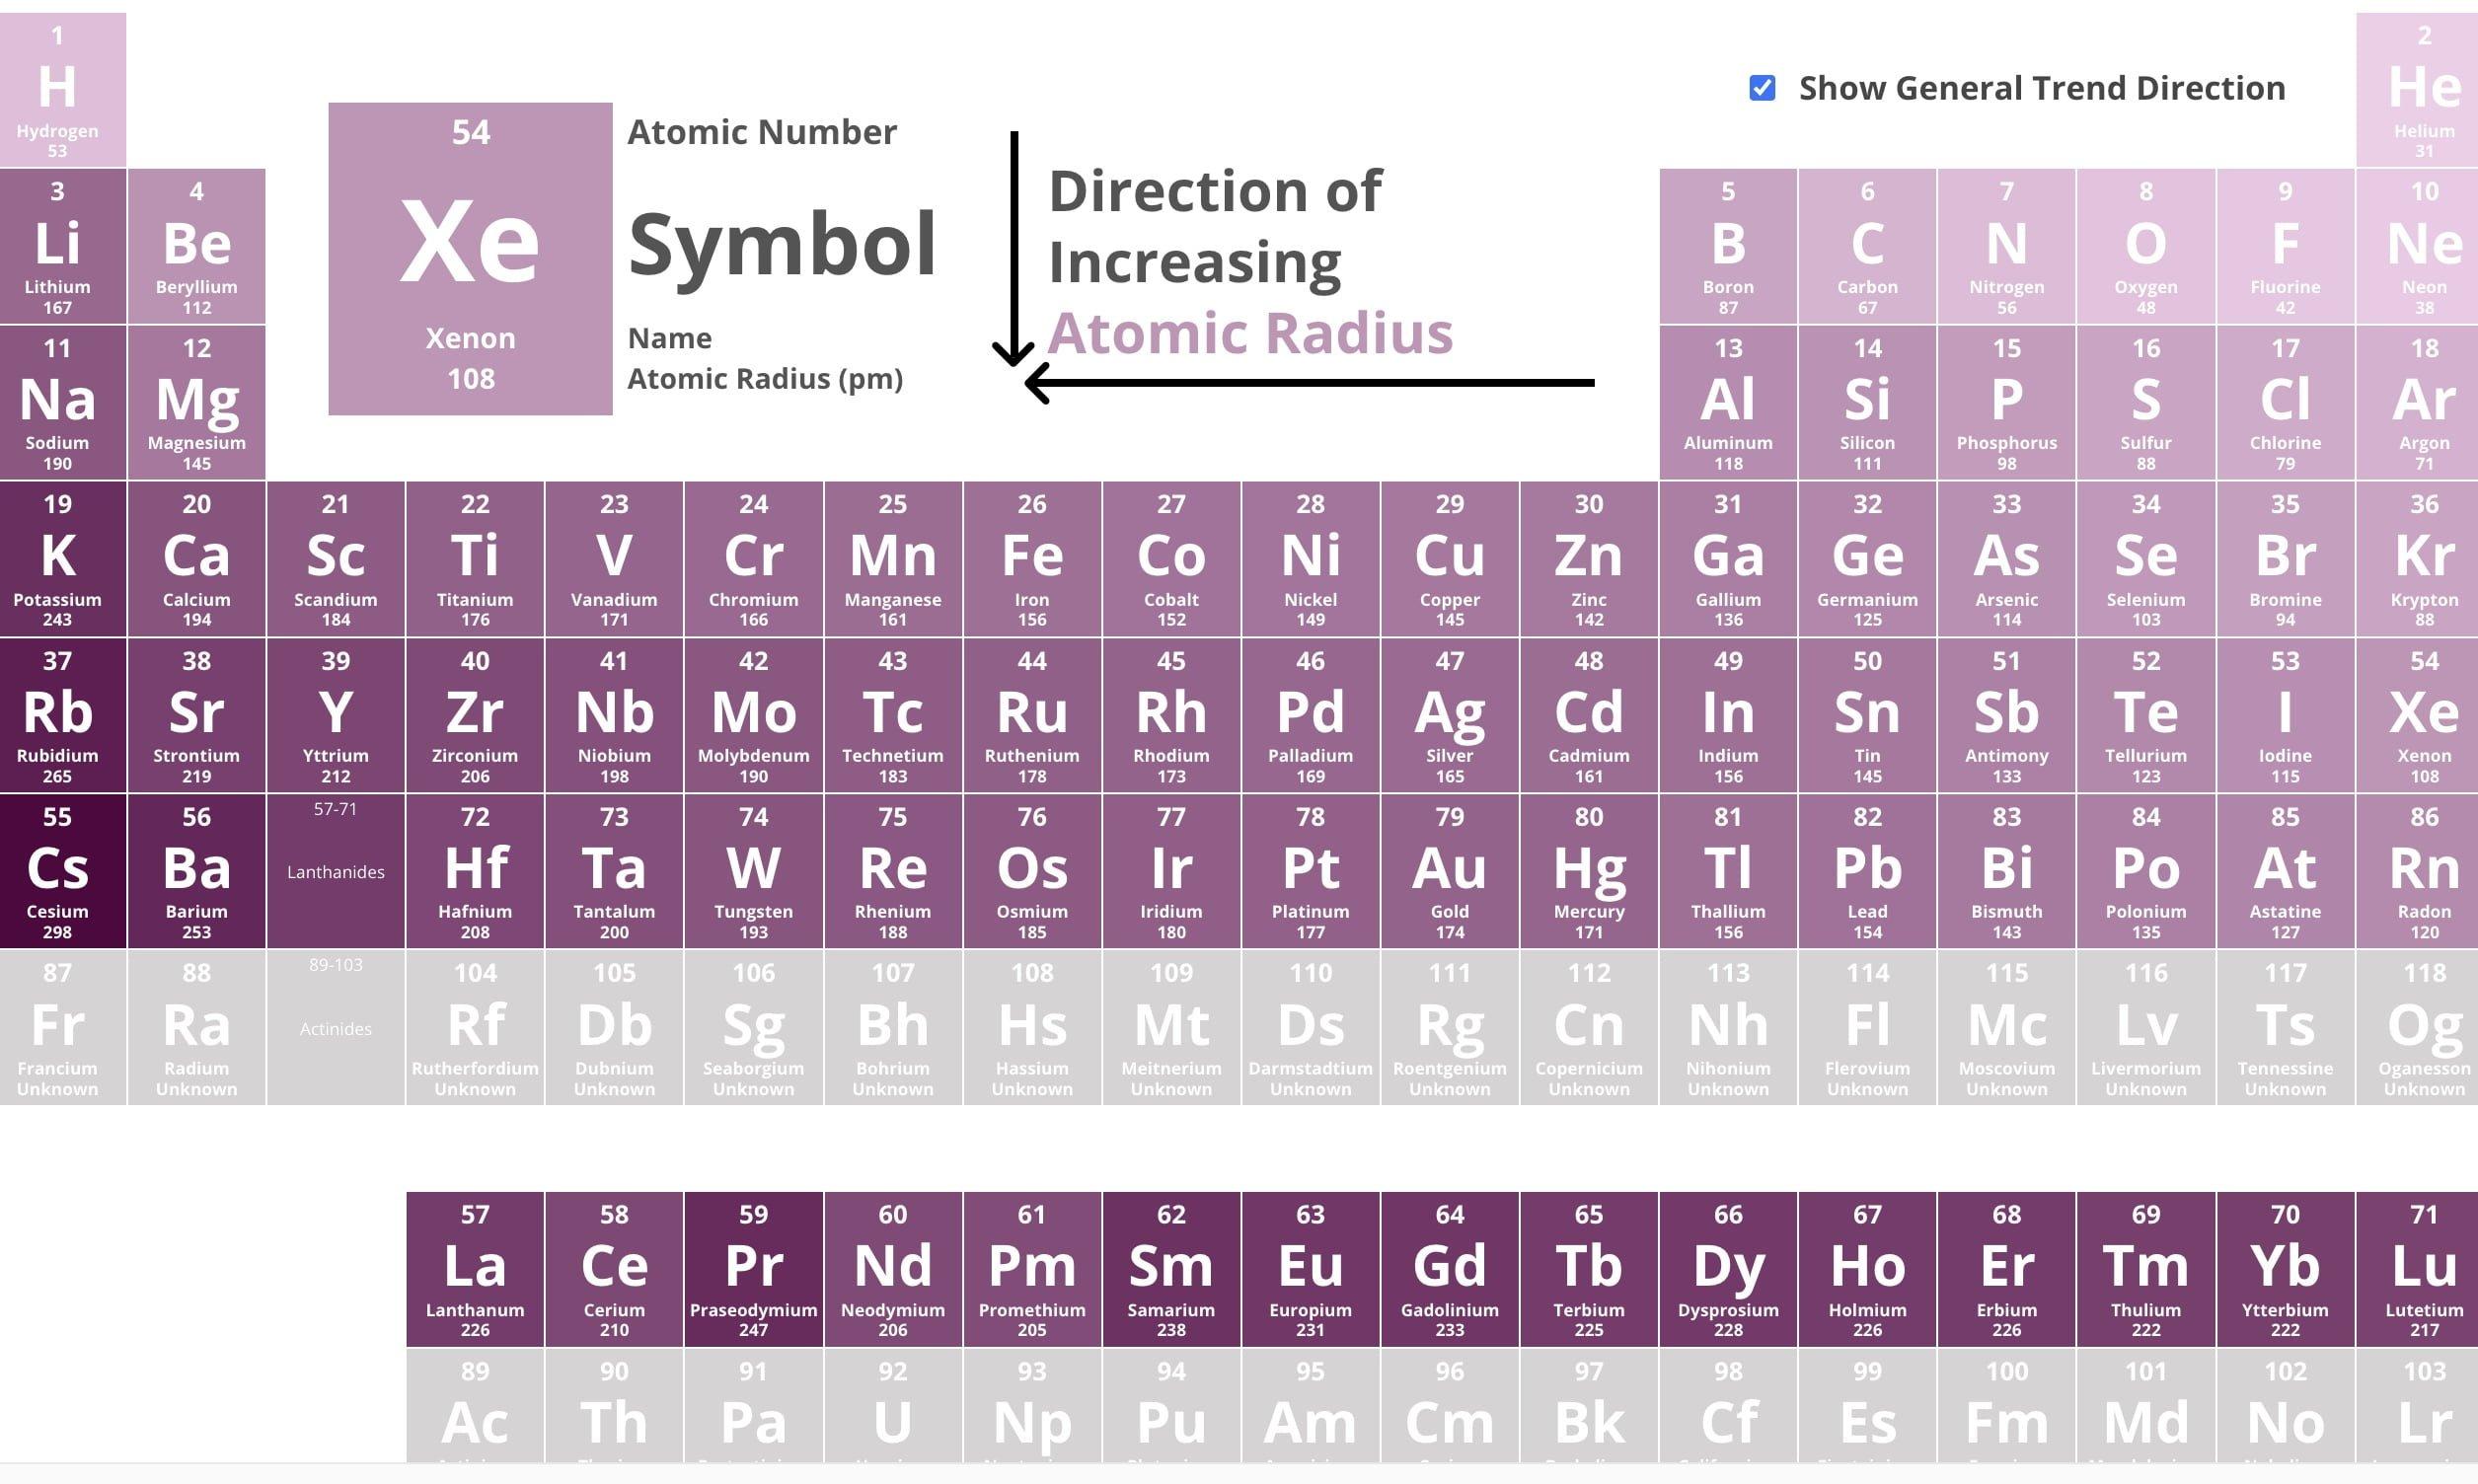 1
H
Hydrogen
53
2
He
Helium
31
Show General Trend Direction
54
Xe
Xenon
108
Atomic Number
Symbol
Name
Atomic Radius (pm)
Direction of
Increasing
Atomic Radius
3 4 5 6 7 8 9 10
Li Be B C N O F Ne
Lithium Beryllium Boron Carbon Nitrogen Oxygen Fluorine Neon
167 112 87 67 56 48 42 38
11 12 13 14 15 16 17 18
Na Mg Al Si P S Cl Ar
Sodium Magnesium Aluminum Silicon Phosphorus Sulfur Chlorine Argon
190 145 118 111 98 88 79 71
19 20 21 22 23 24 25 26 27 28 29 30 31 32 33 34 35 36
K Ca Sc Ti V Cr Mn Fe Co Ni Cu Zn Ga Ge As Se Br Kr
Potassium Calcium Scandium Titanium Vanadium Chromium Manganese Iron Cobalt Nickel Copper Zinc Gallium Germanium Arsenic Selenium Bromine Krypton
243 194 184 176 171 166 161 156 152 149 145 142 136 125 114 103 94 88
37 38 39 40 41 42 43 44 45 46 47 48 49 50 51 52 53 54
Rb Sr Y Zr Nb Mo Tc Ru Rh Pd Ag Cd In Sn Sb Te I Xe
Rubidium Strontium Yttrium Zirconium Niobium Molybdenum Technetium Ruthenium Rhodium Palladium Silver Cadmium Indium Tin Antimony Tellurium Iodine Xenon
265 219 212 206 198 190 183 178 173 169 165 161 156 145 133 123 115 108
55 56 57-71 72 73 74 75 76 77 78 79 80 81 82 83 84 85 86
Cs Ba Lanthanides Hf Ta W Re Os Ir Pt Au Hg Tl Pb Bi Po At Rn
Cesium Barium Hafnium Tantalum Tungsten Rhenium Osmium Iridium Platinum Gold Mercury Thallium Lead Bismuth Polonium Astatine Radon
298 253 208 200 193 188 185 180 177 174 171 156 154 143 135 127 120
87 88 89-103 104 105 106 107 108 109 110 111 112 113 114 115 116 117 118
Fr Ra Actinides Rf Db Sg Bh Hs Mt Ds Rg Cn Nh Fl Mc Lv Ts Og
Francium Radium Rutherfordium Dubnium Seaborgium Bohrium Hassium Meitnerium Darmstadtium Roentgenium Copernicium Nihonium Flerovium Moscovium Livermorium Tennessine Oganesson
Unknown Unknown Unknown Unknown Unknown Unknown Unknown Unknown Unknown Unknown Unknown Unknown Unknown Unknown Unknown Unknown Unknown
57 58 59 60 61 62 63 64 65 66 67 68 69 70 71
La Ce Pr Nd Pm Sm Eu Gd Tb Dy Ho Er Tm Yb Lu
Lanthanum Cerium Praseodymium Neodymium Promethium Samarium Europium Gadolinium Terbium Dysprosium Holmium Erbium Thulium Ytterbium Lutetium
226 210 247 206 205 238 231 233 225 228 226 226 222 222 217
89 90 91 92 93 94 95 96 97 98 99 100 101 102 103
Ac Th Pa U Np Pu Am Cm Bk Cf Es Fm Md No Lr